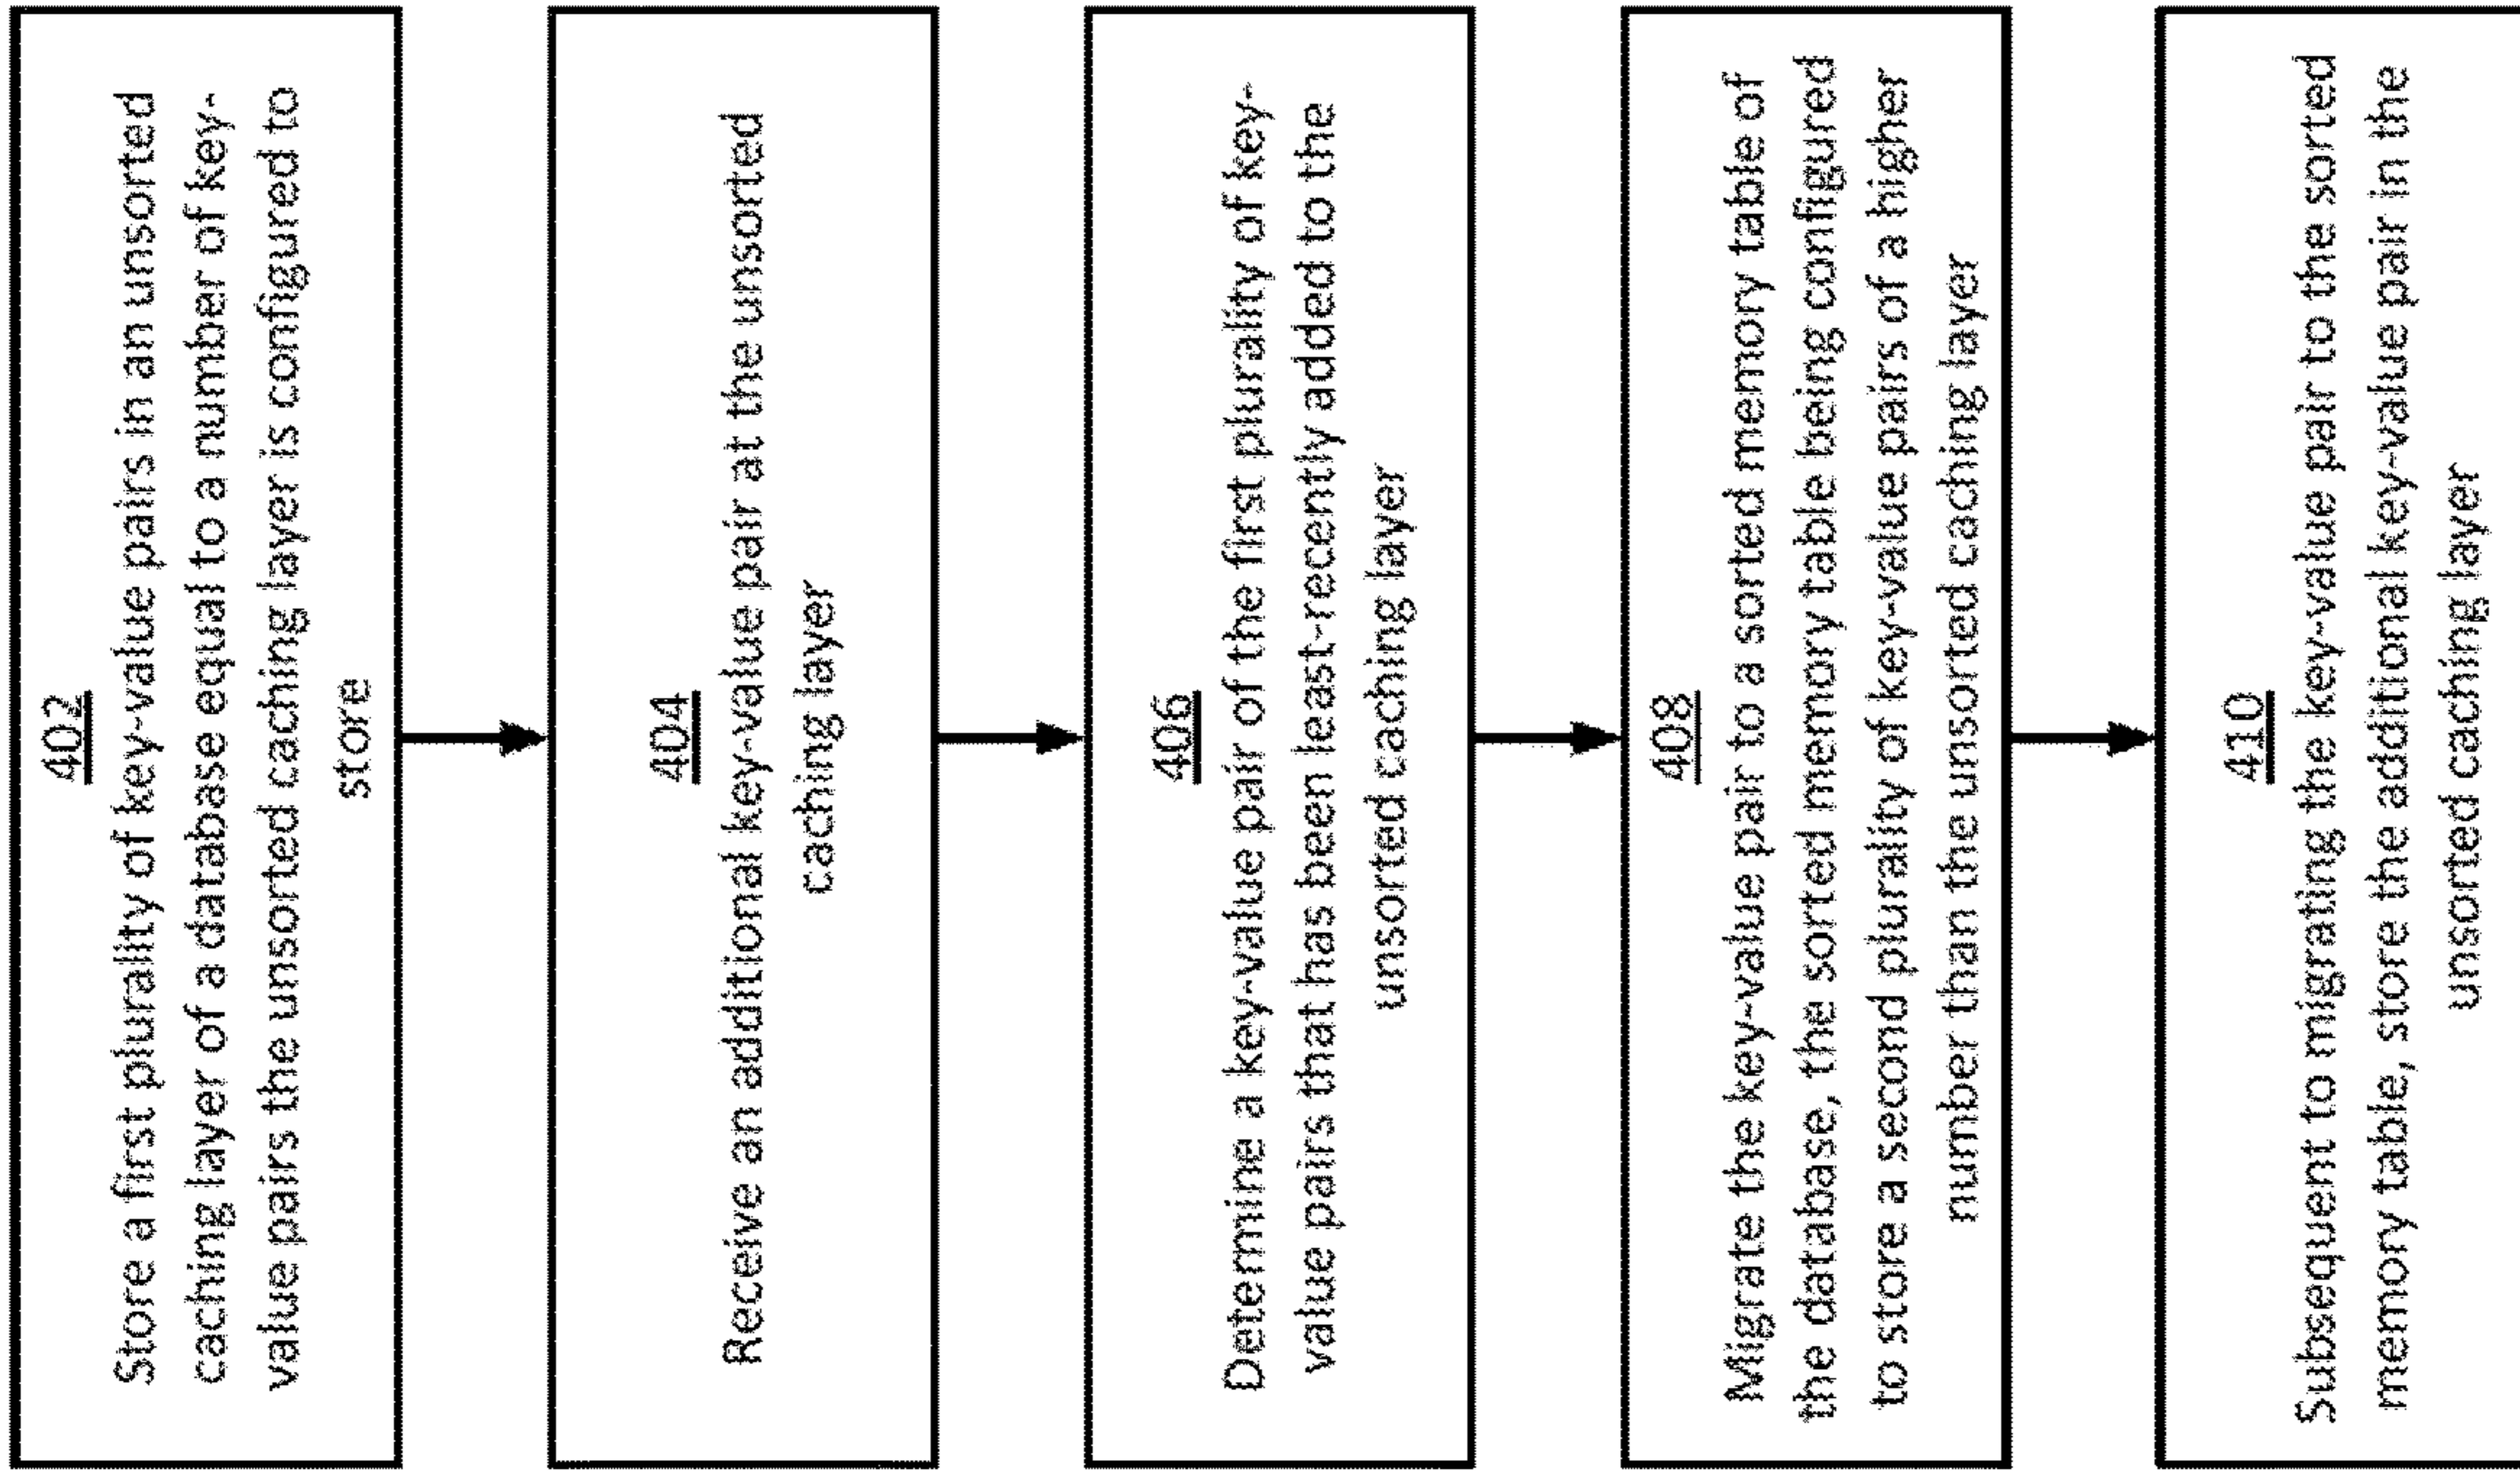 402
Store a first plurality of key-value pairs in an unsorted
caching layer of a database equal to a number of key-
value pairs the unsorted caching layer is configured to
store
404
Receive an additional key-value pair at the unsorted
caching layer
406
Determine a key-value pair of the first plurality of key-
value pairs that has been least-recently added to the
unsorted caching layer
408
Migrate the key-value pair to a sorted memory table of
the database, the sorted memory table being configured
to store a second plurality of key-value pairs of a higher
number than the unsorted caching layer
410
Subsequent to migrating the key-value pair to the sorted
memory table, store the additional key-value pair in the
unsorted caching layer